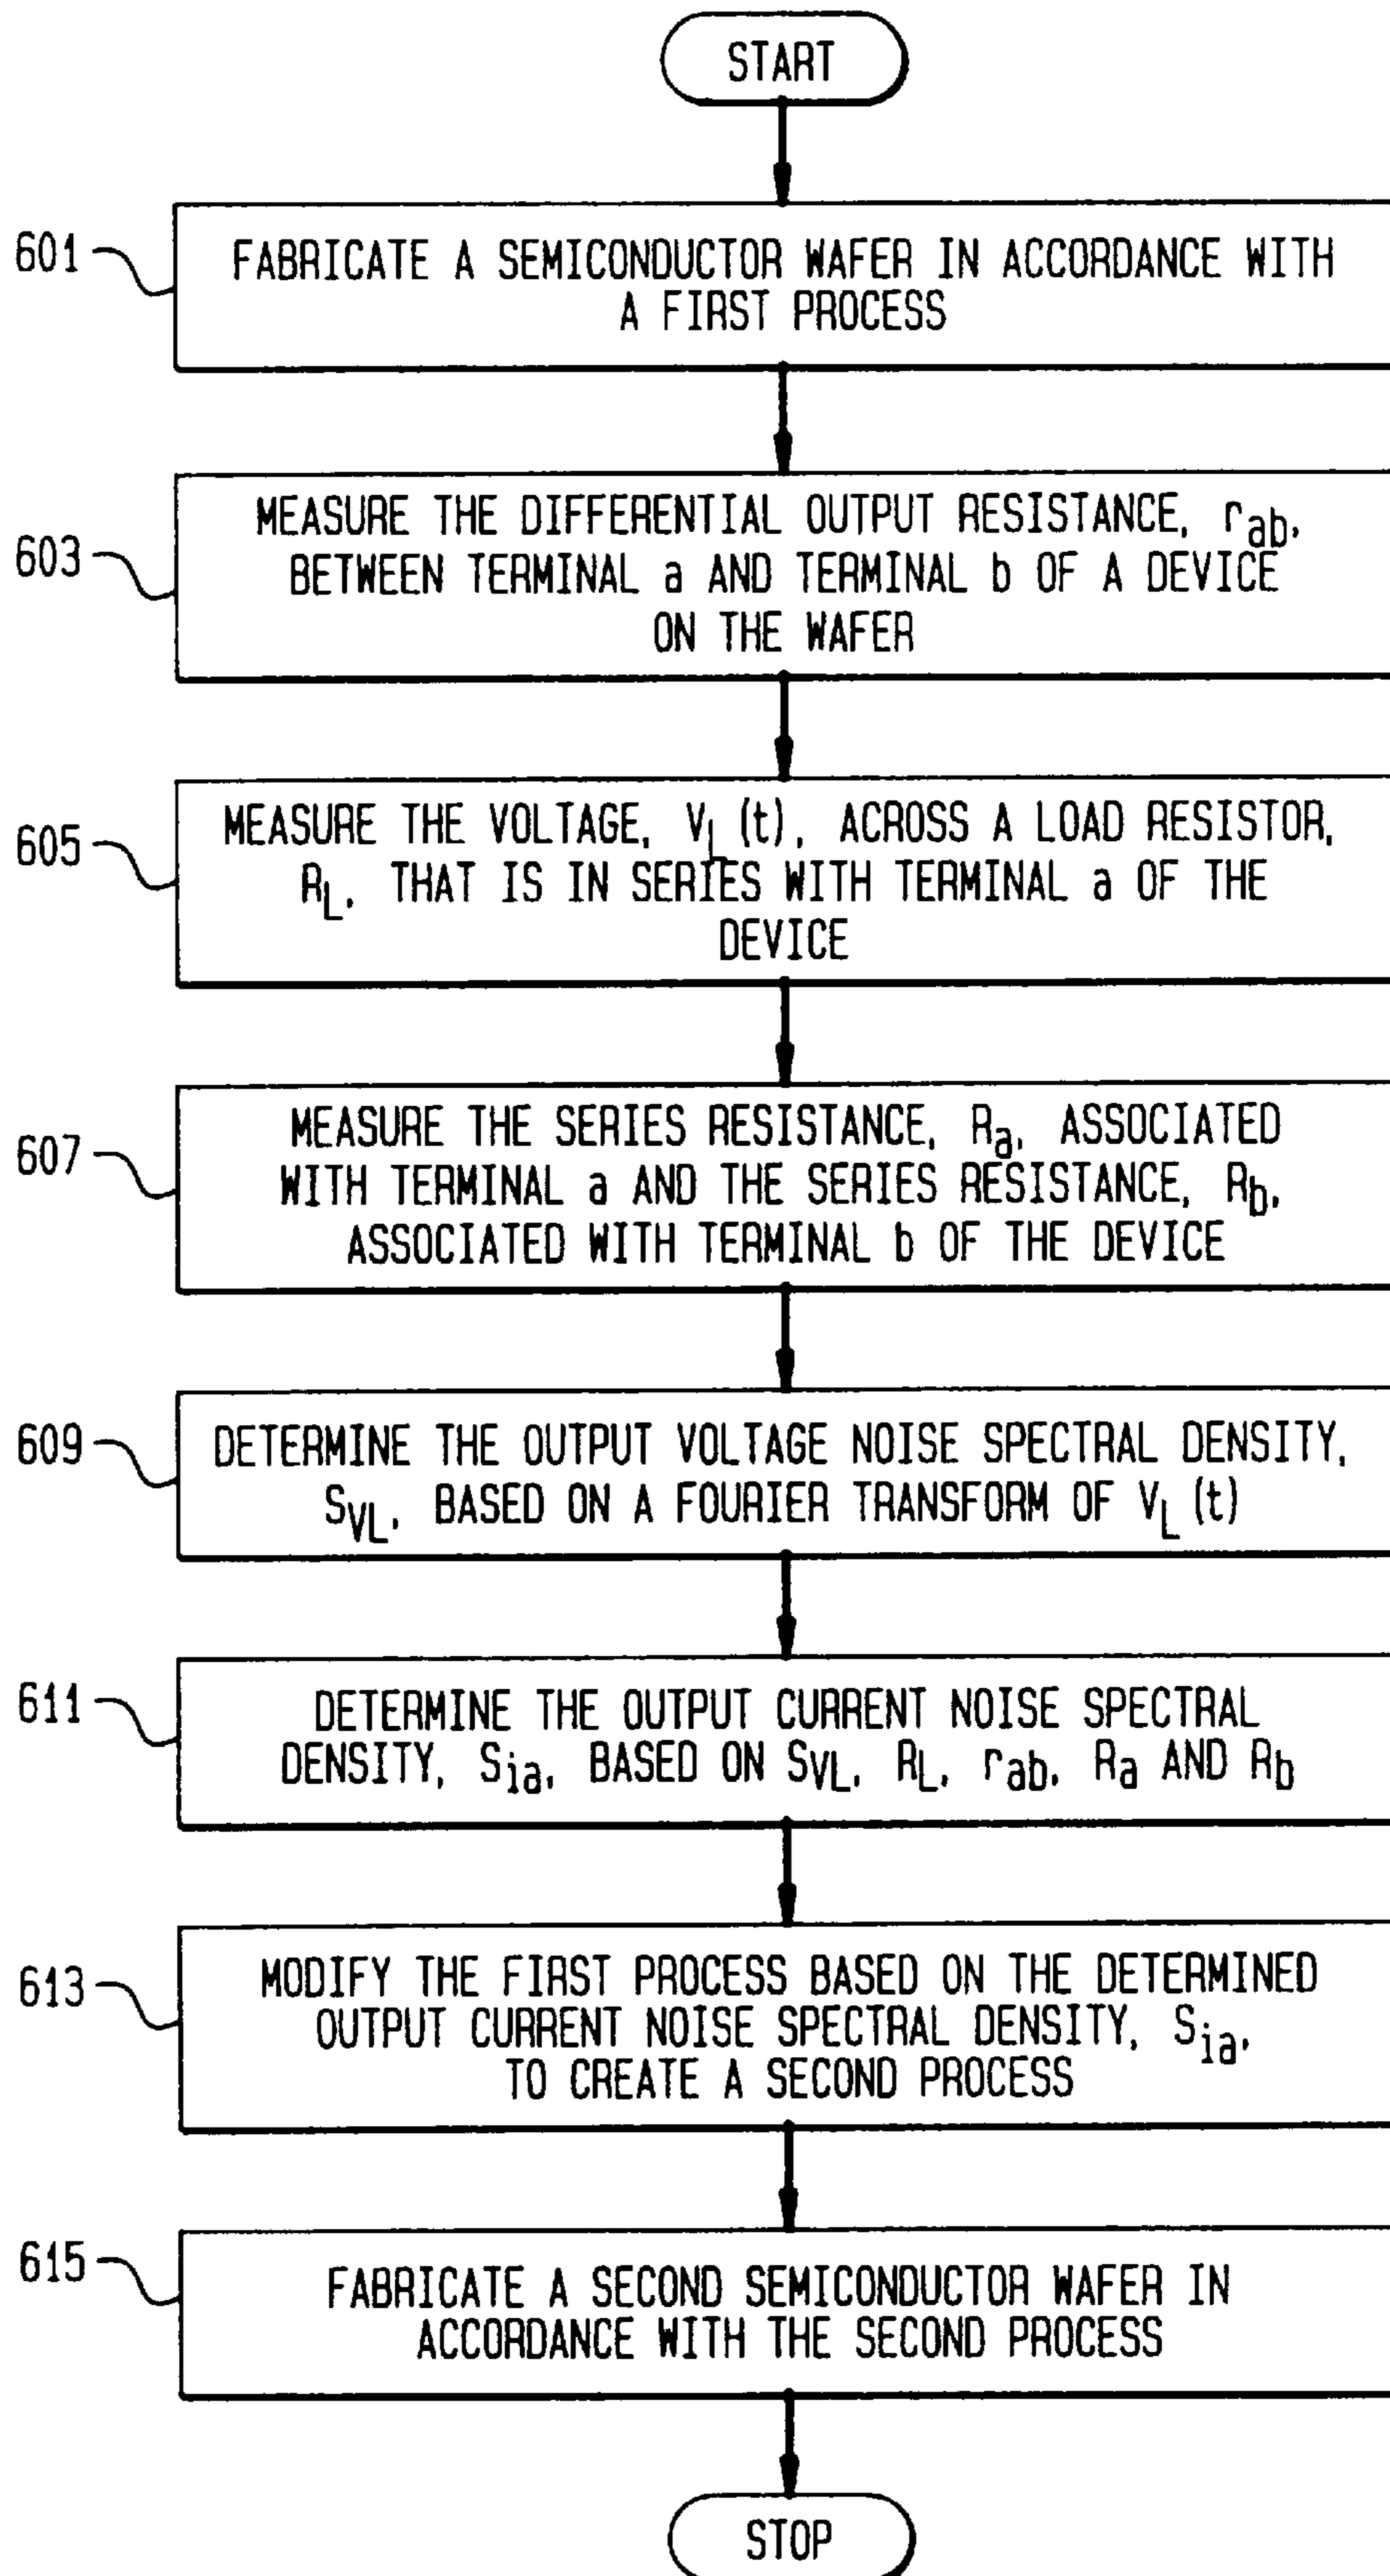 START
601
FABRICATE A SEMICONDUCTOR WAFER IN ACCORDANCE WITH
A FIRST PROCESS
603
MEASURE THE DIFFERENTIAL OUTPUT RESISTANCE, rab,
BETWEEN TERMINAL a AND TERMINAL b OF A DEVICE
ON THE WAFER
605
MEASURE THE VOLTAGE, VL(t), ACROSS A LOAD RESISTOR,
RL, THAT IS IN SERIES WITH TERMINAL a OF THE
DEVICE
607
MEASURE THE SERIES RESISTANCE, Ra, ASSOCIATED
WITH TERMINAL a AND THE SERIES RESISTANCE, Rb,
ASSOCIATED WITH TERMINAL b OF THE DEVICE
609
DETERMINE THE OUTPUT VOLTAGE NOISE SPECTRAL DENSITY,
SVL, BASED ON A FOURIER TRANSFORM OF VL(t)
611
DETERMINE THE OUTPUT CURRENT NOISE SPECTRAL
DENSITY, Sia, BASED ON SVL, RL, rab, Ra AND Rb
613
MODIFY THE FIRST PROCESS BASED ON THE DETERMINED
OUTPUT CURRENT NOISE SPECTRAL DENSITY, Sia,
TO CREATE A SECOND PROCESS
615
FABRICATE A SECOND SEMICONDUCTOR WAFER IN
ACCORDANCE WITH THE SECOND PROCESS
STOP